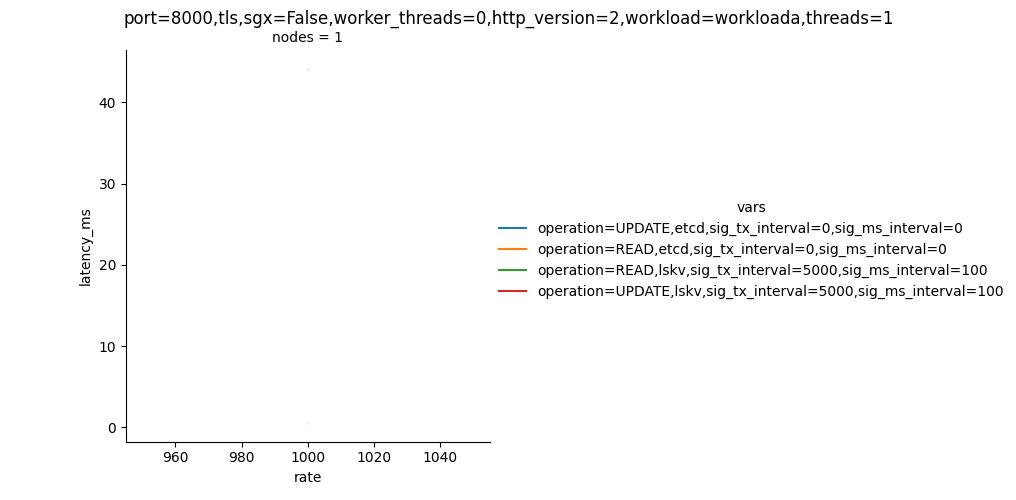 port=8000,tls,sgx=False,worker_threads=0,http_version=2,workload=workloada,threads=1
nodes = 1
40
30
20
10
0
latency_ms
960 980 1000 1020 1040
rate
vars
operation=UPDATE,etcd,sig_tx_interval=0,sig_ms_interval=0
operation=READ,etcd,sig_tx_interval=0,sig_ms_interval=0
operation=READ,lskv,sig_tx_interval=5000,sig_ms_interval=100
operation=UPDATE,lskv,sig_tx_interval=5000,sig_ms_interval=100